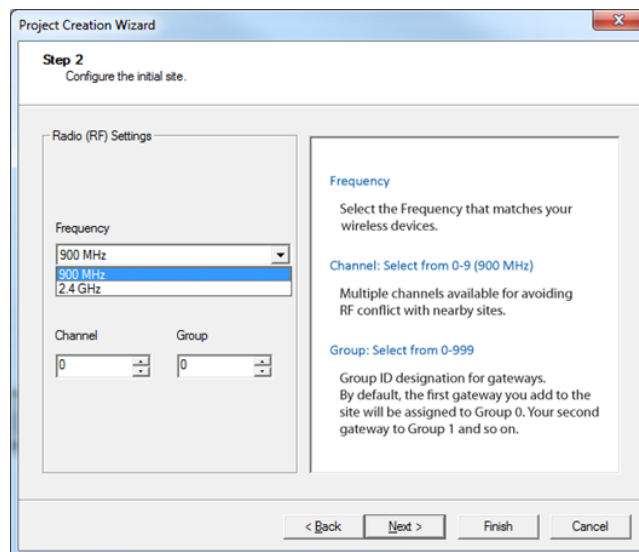 Project Creation Wizard
Step 2
Configure the initial site.
Radio (RF) Settings
Frequency
900 MHz
900 MHz
2.4 GHz
Channel Group
0 0
Frequency
Select the Frequency that matches your
wireless devices.
Channel: Select from 0-9 (900 MHz)
Multiple channels available for avoiding
RF conflict with nearby sites.
Group: Select from 0-999
Group ID designation for gateways.
By default, the first gateway you add to the
site will be assigned to Group 0. Your second
gateway to Group 1 and so on.
< Back Next > Finish Cancel